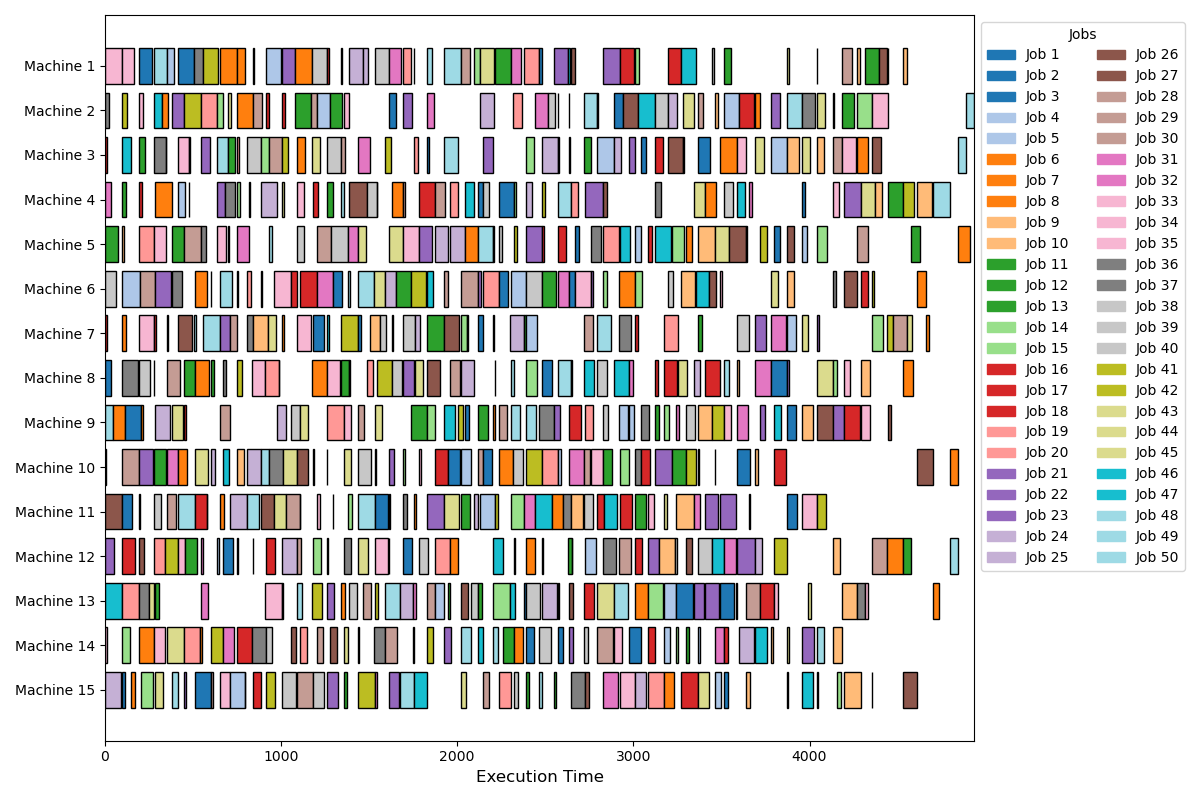 Machine 1
Machine 2
Machine 3
Machine 4
Machine 5
Machine 6
Machine 7
Machine 8
Machine 9
Machine 10
Machine 11
Machine 12
Machine 13
Machine 14
Machine 15
0 1000 2000 3000 4000
Execution Time
Jobs
Job 1 Job 26
Job 2 Job 27
Job 3 Job 28
Job 4 Job 29
Job 5 Job 30
Job 6 Job 31
Job 7 Job 32
Job 8 Job 33
Job 9 Job 34
Job 10 Job 35
Job 11 Job 36
Job 12 Job 37
Job 13 Job 38
Job 14 Job 39
Job 15 Job 40
Job 16 Job 41
Job 17 Job 42
Job 18 Job 43
Job 19 Job 44
Job 20 Job 45
Job 21 Job 46
Job 22 Job 47
Job 23 Job 48
Job 24 Job 49
Job 25 Job 50